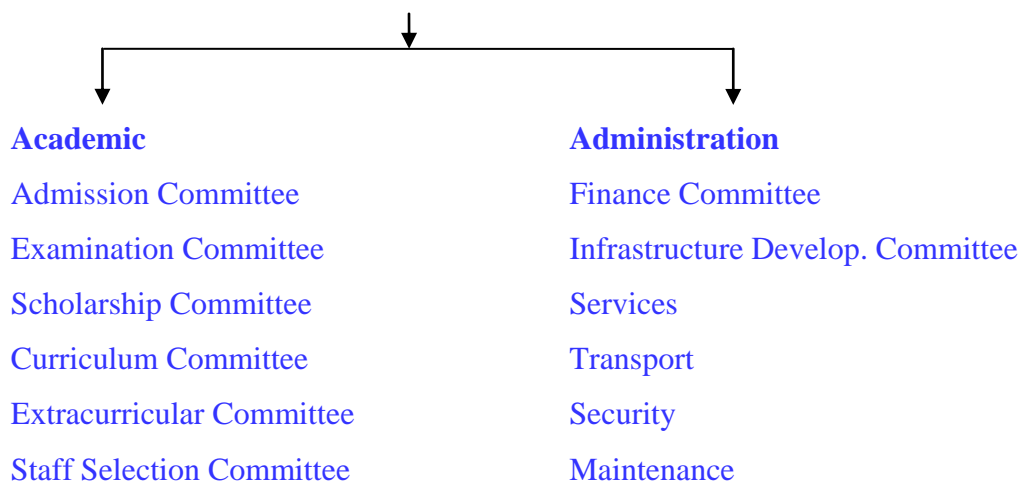 Academic
Admission Committee
Examination Committee
Scholarship Committee
Curriculum Committee
Extracurricular Committee
Staff Selection Committee
Administration
Finance Committee
Infrastructure Develop. Committee
Services
Transport
Security
Maintenance